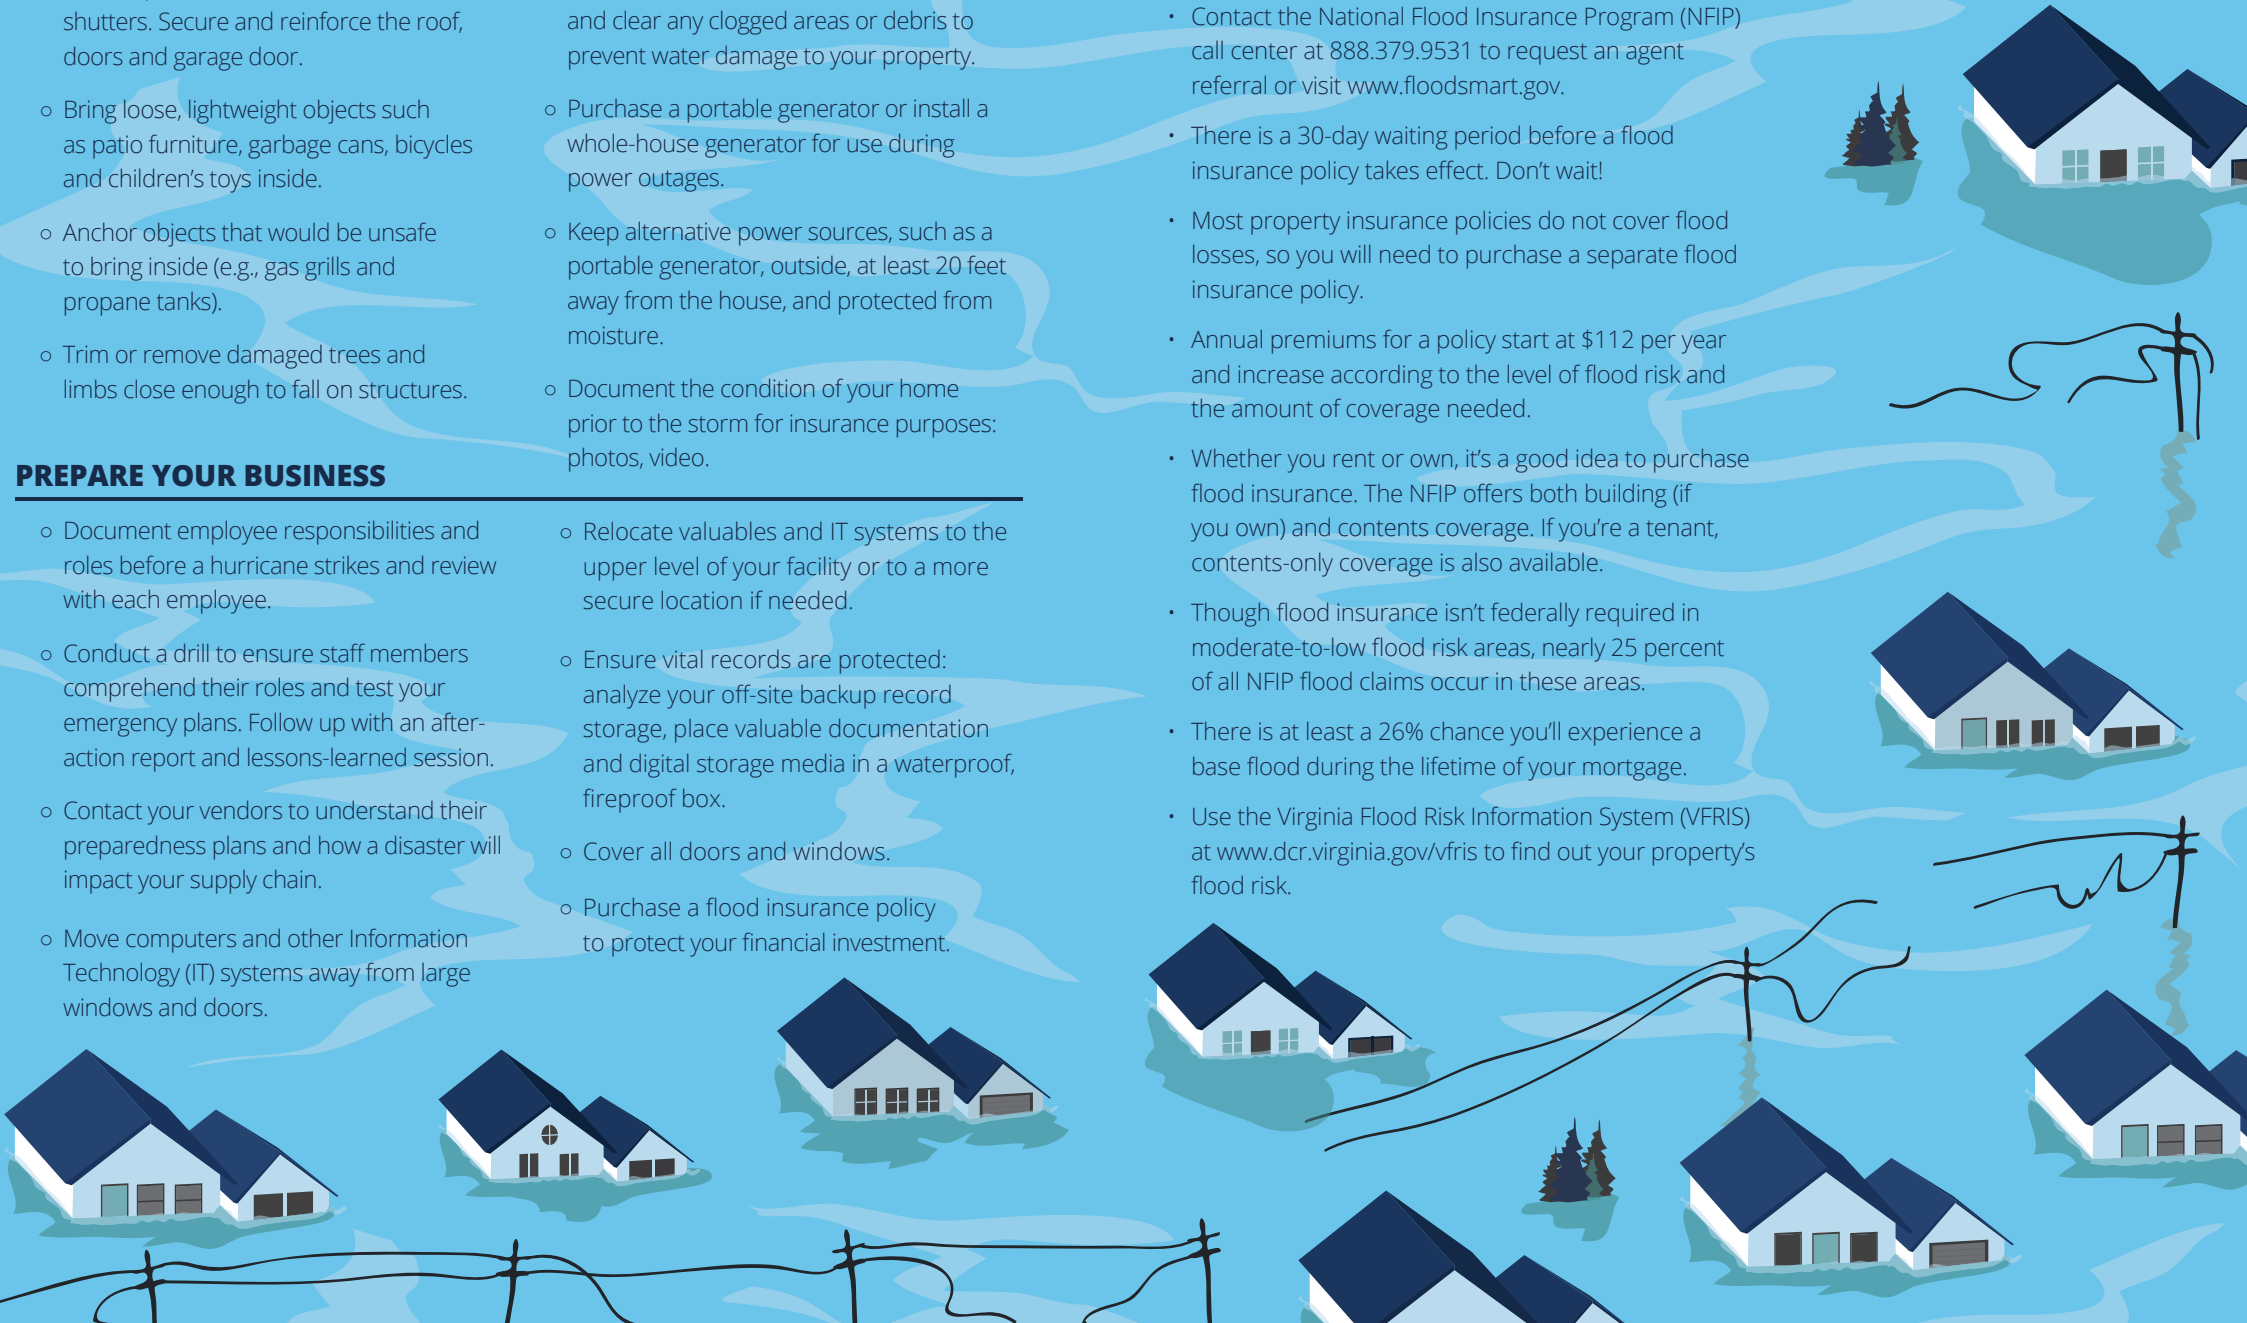 shutters. Secure and reinforce the roof,
doors and garage door.
○ Bring loose, lightweight objects such
as patio furniture, garbage cans, bicycles
and children’s toys inside.
○ Anchor objects that would be unsafe
to bring inside (e.g., gas grills and
propane tanks).
○ Trim or remove damaged trees and
limbs close enough to fall on structures.
and clear any clogged areas or debris to
prevent water damage to your property.
○ Purchase a portable generator or install a
whole-house generator for use during
power outages.
○ Keep alternative power sources, such as a
portable generator, outside, at least 20 feet
away from the house, and protected from
moisture.
○ Document the condition of your home
prior to the storm for insurance purposes:
photos, video.
PREPARE YOUR BUSINESS
○ Document employee responsibilities and
roles before a hurricane strikes and review
with each employee.
○ Conduct a drill to ensure staff members
comprehend their roles and test your
emergency plans. Follow up with an after-
action report and lessons-learned session.
○ Contact your vendors to understand their
preparedness plans and how a disaster will
impact your supply chain.
○ Move computers and other Information
Technology (IT) systems away from large
windows and doors.
○ Relocate valuables and IT systems to the
upper level of your facility or to a more
secure location if needed.
○ Ensure vital records are protected:
analyze your off-site backup record
storage, place valuable documentation
and digital storage media in a waterproof,
fireproof box.
○ Cover all doors and windows.
○ Purchase a flood insurance policy
to protect your financial investment.
• Contact the National Flood Insurance Program (NFIP)
call center at 888.379.9531 to request an agent
referral or visit www.floodsmart.gov.
• There is a 30-day waiting period before a flood
insurance policy takes effect. Don’t wait!
• Most property insurance policies do not cover flood
losses, so you will need to purchase a separate flood
insurance policy.
• Annual premiums for a policy start at $112 per year
and increase according to the level of flood risk and
the amount of coverage needed.
• Whether you rent or own, it’s a good idea to purchase
flood insurance. The NFIP offers both building (if
you own) and contents coverage. If you’re a tenant,
contents-only coverage is also available.
• Though flood insurance isn’t federally required in
moderate-to-low flood risk areas, nearly 25 percent
of all NFIP flood claims occur in these areas.
• There is at least a 26% chance you’ll experience a
base flood during the lifetime of your mortgage.
• Use the Virginia Flood Risk Information System (VFRIS)
at www.dcr.virginia.gov/vfris to find out your property’s
flood risk.